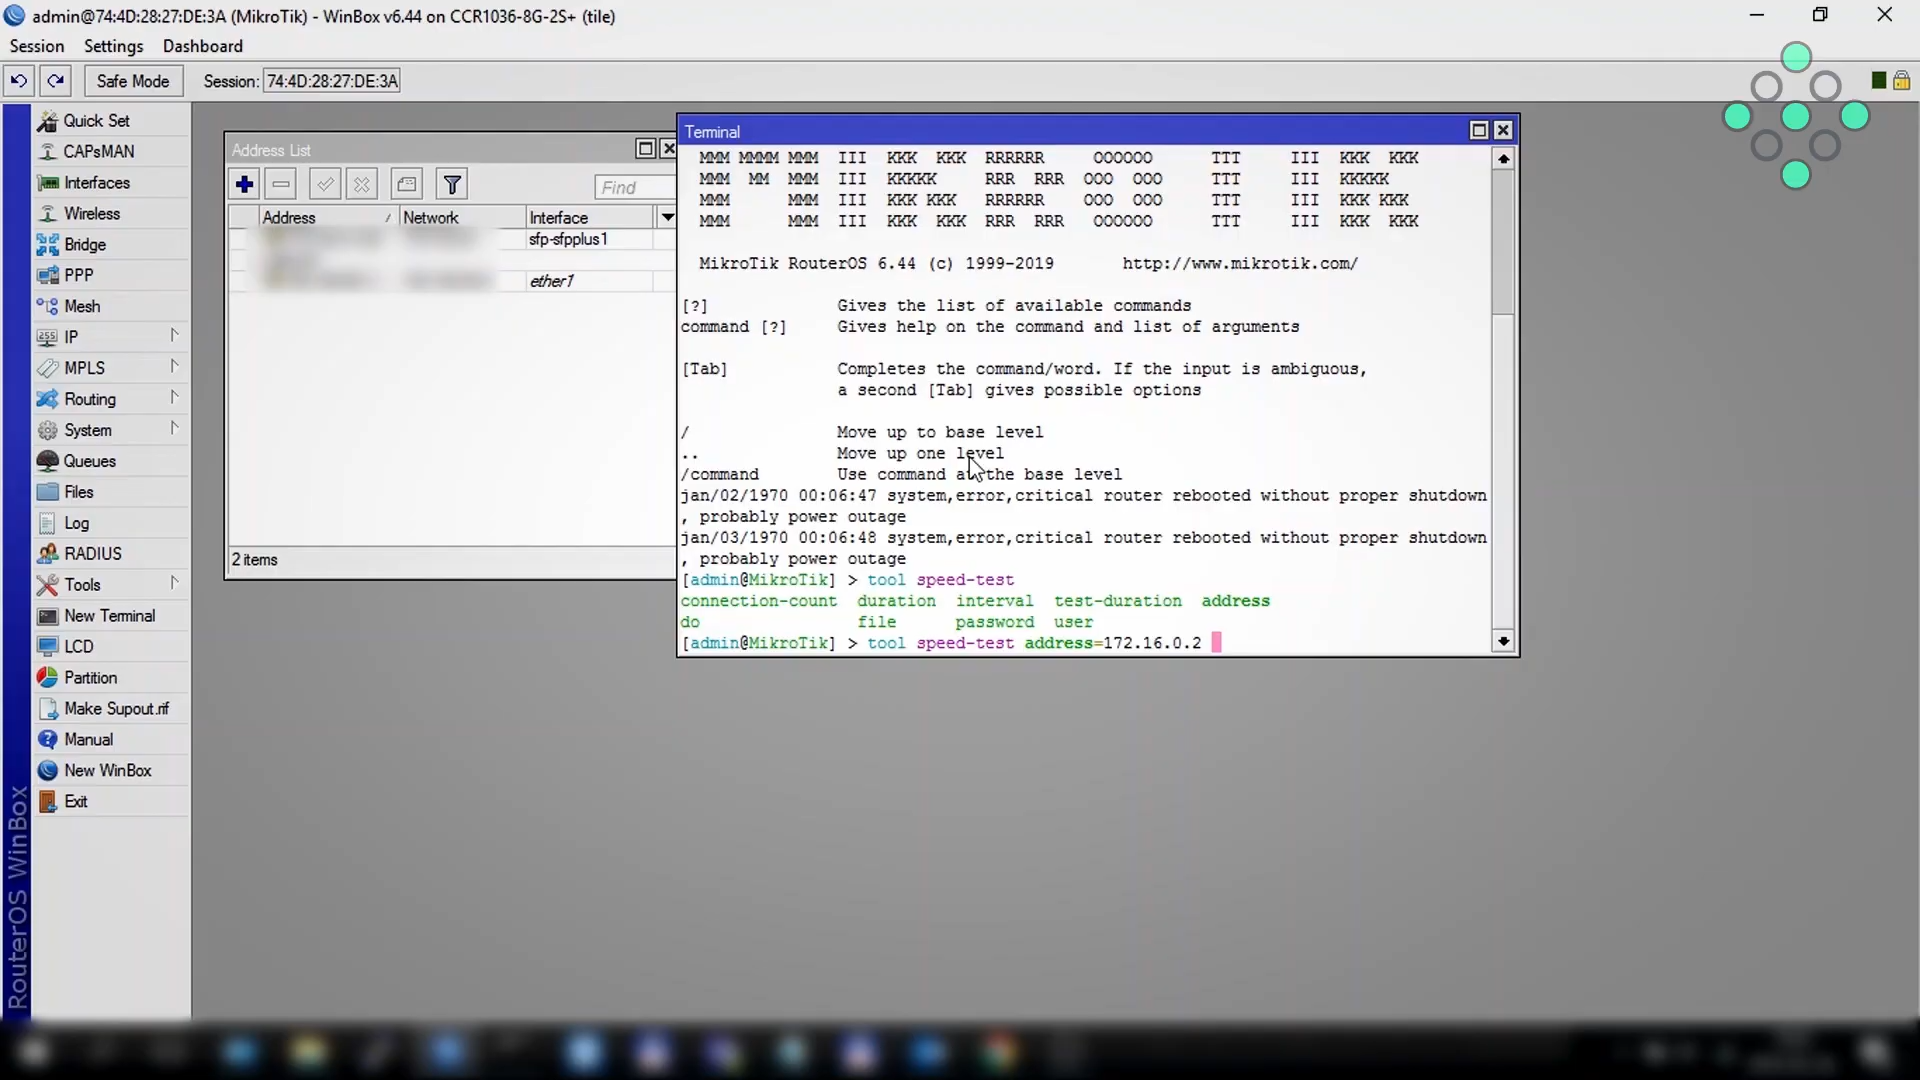 admin@74:4D:28:27:DE:3A (MikroTik) - WinBox v6.44 on CCR1036-8G-2S+ (tile)
Session Settings Dashboard
Safe Mode Session: 74:4D:28:27:DE:3A
Quick Set
CAPsMAN
Interfaces
Wireless
Bridge
PPP
Mesh
IP
MPLS
Routing
System
Queues
Files
Log
RADIUS
Tools
New Terminal
LCD
Partition
Make Supout.rif
Manual
New WinBox
Exit
RouterOS WinBox
Address List
Find
Address Network Interface
sfp-sfpplus1
ether1
2 items
Terminal
MMM MMMM MMM III KKK KKK RRRRRR OOOOOO TTT III KKK KKK
MMM MM MMM III KKKKK RRR RRR OOO OOO TTT III KKKKK
MMM MMM III KKK KKK RRRRRR OOO OOO TTT III KKK KKK
MMM MMM III KKK KKK RRR RRR OOOOOO TTT III KKK KKK
MikroTik RouterOS 6.44 (c) 1999-2019 http://www.mikrotik.com/
[?] Gives the list of available commands
command [?] Gives help on the command and list of arguments
[Tab] Completes the command/word. If the input is ambiguous,
a second [Tab] gives possible options
/ Move up to base level
.. Move up one level
/command Use command at the base level
jan/02/1970 00:06:47 system,error,critical router rebooted without proper shutdown
, probably power outage
jan/03/1970 00:06:48 system,error,critical router rebooted without proper shutdown
, probably power outage
[admin@MikroTik] > tool speed-test
connection-count duration interval test-duration address
do file password user
[admin@MikroTik] > tool speed-test address=172.16.0.2